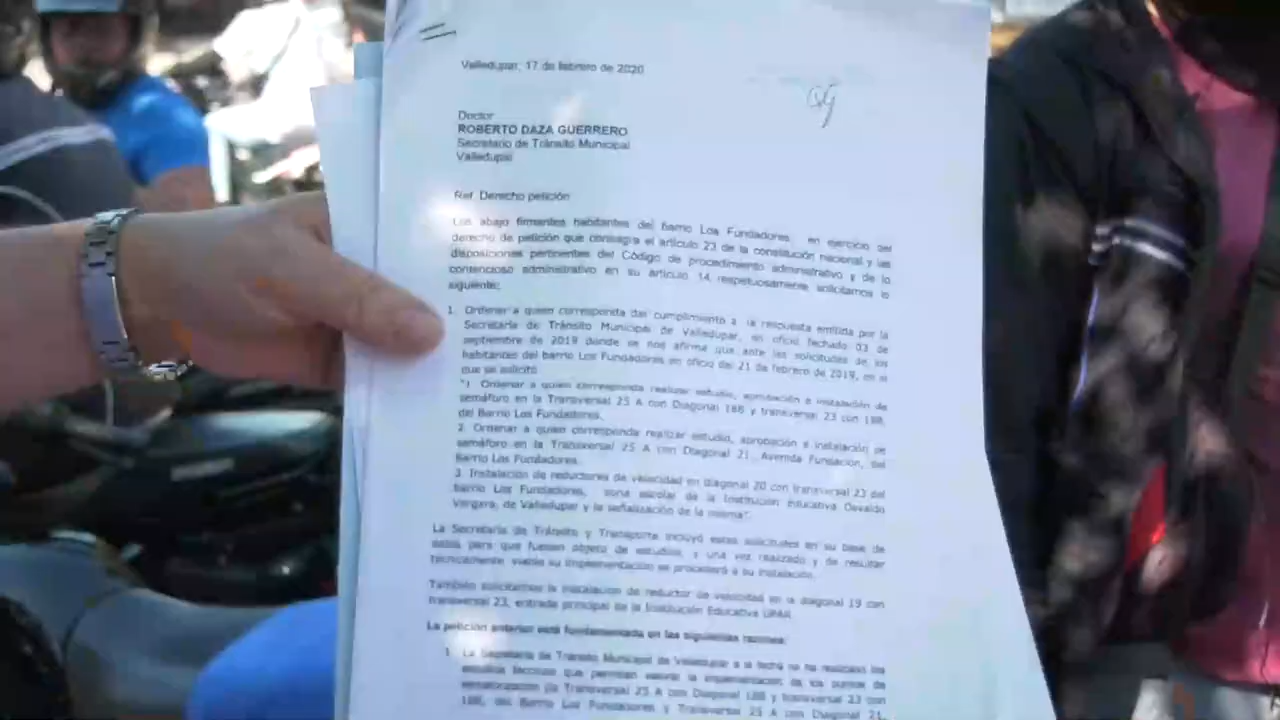 Valledupar, 17 de febrero de 2020
Doctor
ROBERTO DAZA GUERRERO
Secretario de Tránsito Municipal
Valledupar
Ref. Derecho petición
Los abajo firmantes habitantes del Barrio Los Fundadores, en ejercicio del
derecho de petición que consagra el artículo 23 de la constitución nacional y las
disposiciones pertinentes del Código de procedimiento administrativo y de lo
contencioso administrativo en su artículo 14 respetuosamente solicitamos lo
siguiente:
1. Ordenar a quien corresponda dar cumplimiento a la respuesta emitida por la
Secretaría de Tránsito Municipal de Valledupar, en oficio fechado 03 de
septiembre de 2019 donde se nos afirma que ante las solicitudes de los
habitantes del barrio Los Fundadores en oficio del 21 de febrero de 2019, en el
que se solicitó
"1. Ordenar a quien corresponda realizar estudio, aprobación e instalación de
semáforo en la Transversal 25 A con Diagonal 18B y transversal 23 con 18B,
del Barrio Los Fundadores.
2. Ordenar a quien corresponda realizar estudio, aprobación e instalación de
semáforo en la Transversal 25 A con Diagonal 21, Avenida Fundación, del
Barrio Los Fundadores.
3. Instalación de reductores de velocidad en diagonal 20 con transversal 23 del
barrio Los Fundadores, zona escolar de la Institución Educativa Osvaldo
Vergara, de Valledupar y la señalización de la misma".
La Secretaría de Tránsito y Transporte incluyó estas solicitudes en su base de
datos para que fuesen objeto de estudios, y una vez realizado y de resultar
técnicamente viable su implementación se procederá a su instalación.
También solicitamos la instalación de reductor de velocidad en la diagonal 19 con
transversal 23, entrada principal de la Institución Educativa UPAR
La petición anterior está fundamentada en las siguientes razones:
1. La Secretaría de Tránsito Municipal de Valledupar a la fecha no ha realizado los
estudios técnicos que permitan valorar la implementación de los puntos de
semaforización (la Transversal 25 A con Diagonal 18B y transversal 23 con
18B, del Barrio Los Fundadores y Transversal 25 A con Diagonal 21,